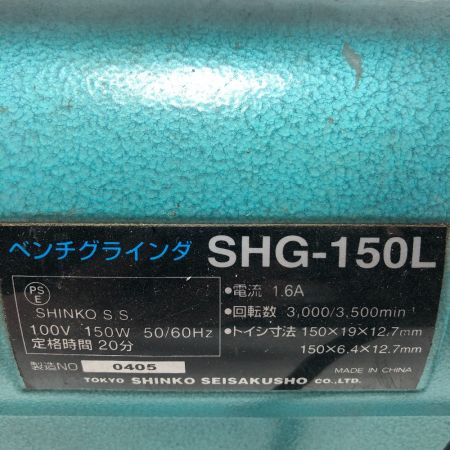 ベンチグラインダ SHG-150L
PS
E
SHINKO S.S.
100V 150W 50/60Hz
定格時間 20分
製造NO 0405
•電流 1.6A
•回転数 3,000/3,500min⁻¹
•トイシ寸法 150×19×12.7mm
150×6.4×12.7mm
MADE IN CHINA
TOKYO SHINKO SEISAKUSHO CO.,LTD.